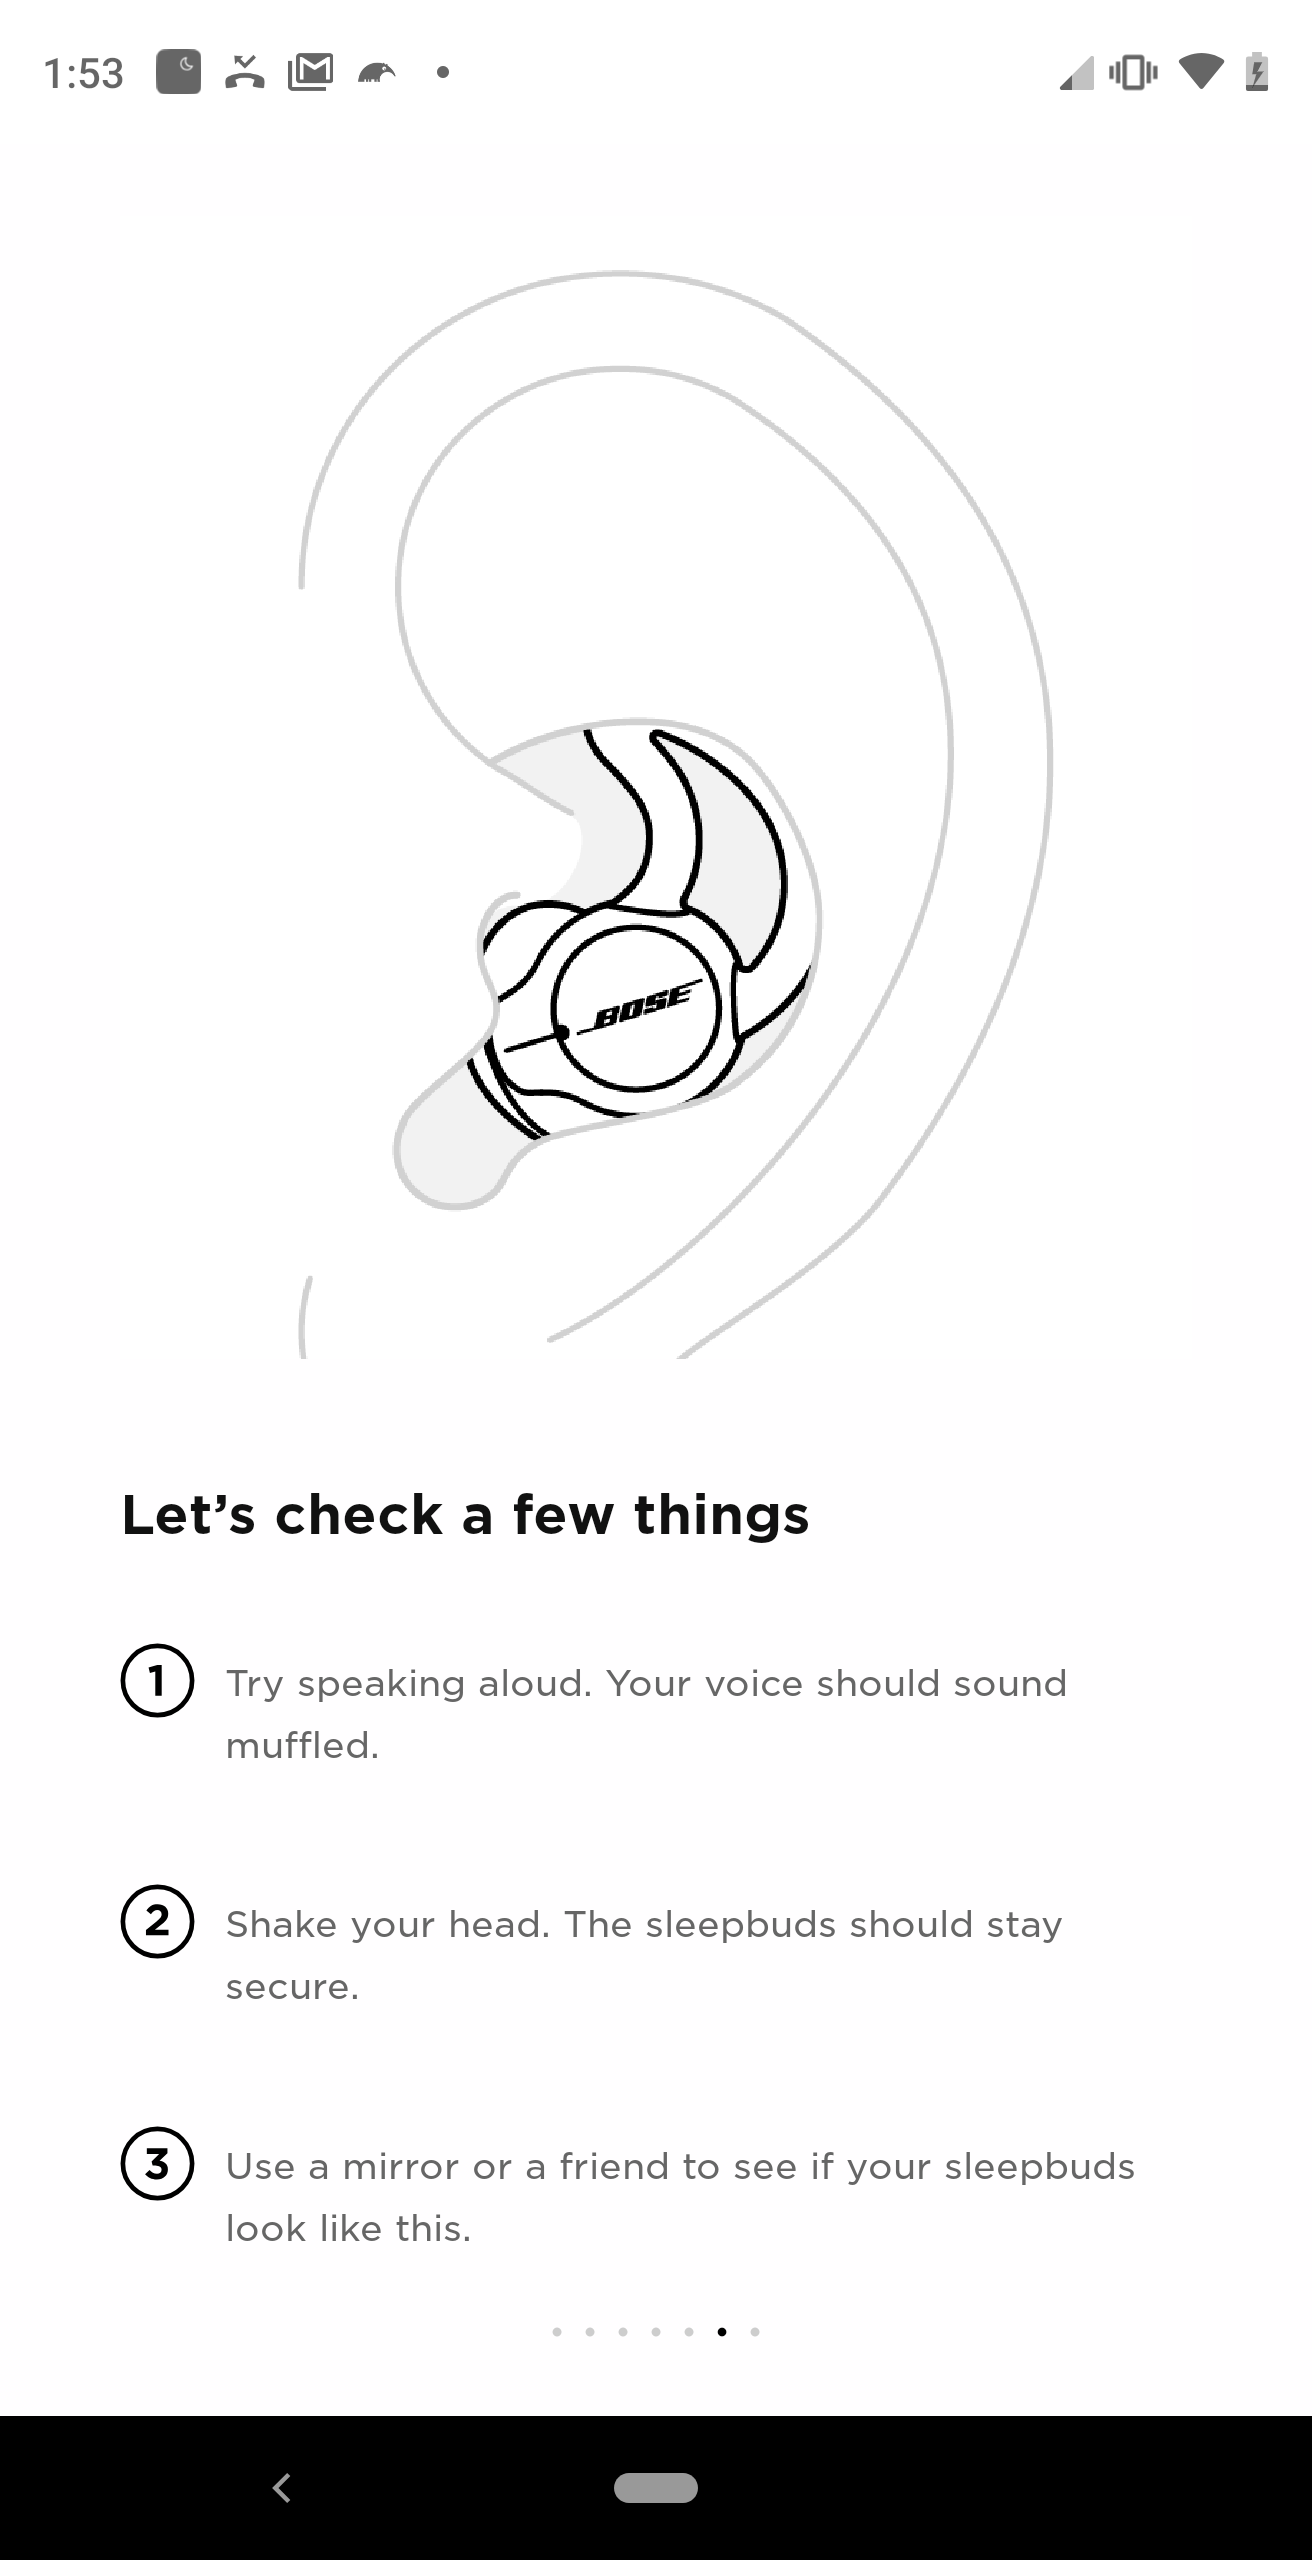 1:53
BOSE
Let’s check a few things
1 Try speaking aloud. Your voice should sound
muffled.
2 Shake your head. The sleepbuds should stay
secure.
3 Use a mirror or a friend to see if your sleepbuds
look like this.